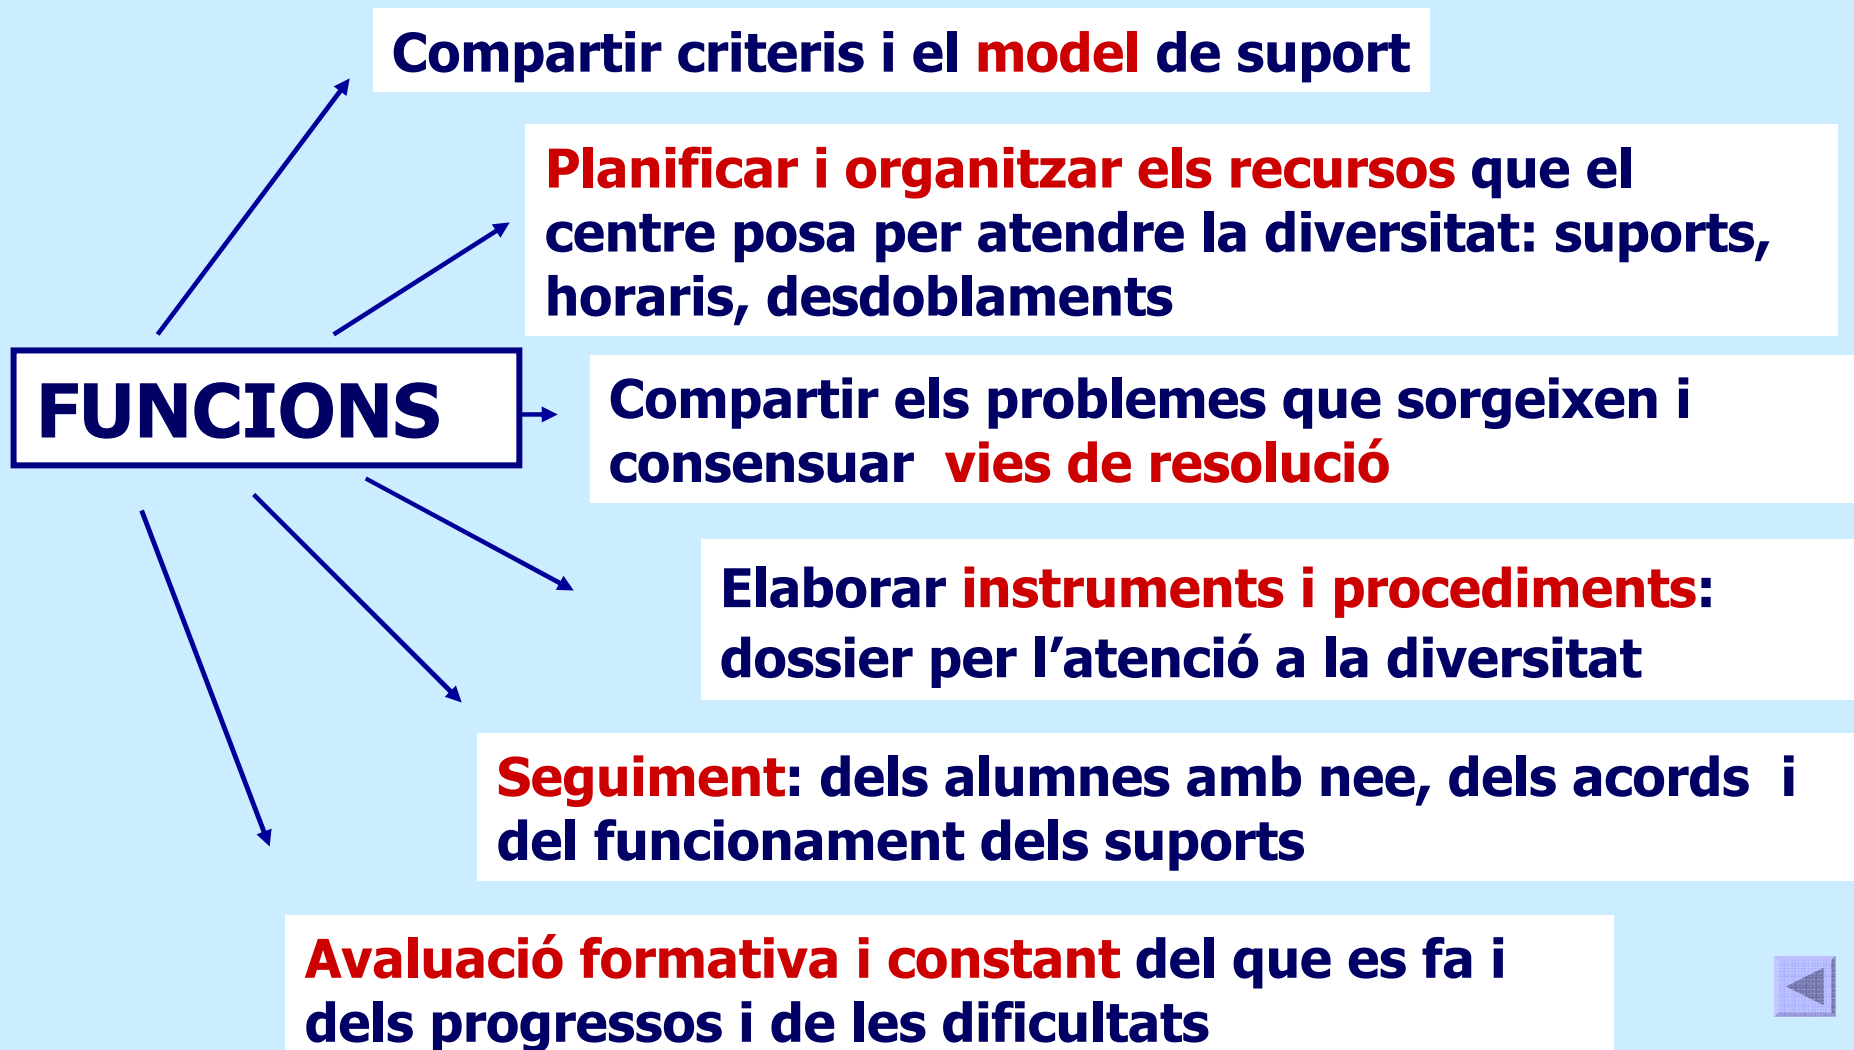 Compartir criteris i el model de suport
Planificar i organitzar els recursos que el
centre posa per atendre la diversitat: suports,
horaris, desdoblaments
FUNCIONS
Compartir els problemes que sorgeixen i
consensuar vies de resolució
Elaborar instruments i procediments:
dossier per l’atenció a la diversitat
Seguiment: dels alumnes amb nee, dels acords i
del funcionament dels suports
Avaluació formativa i constant del que es fa i
dels progressos i de les dificultats